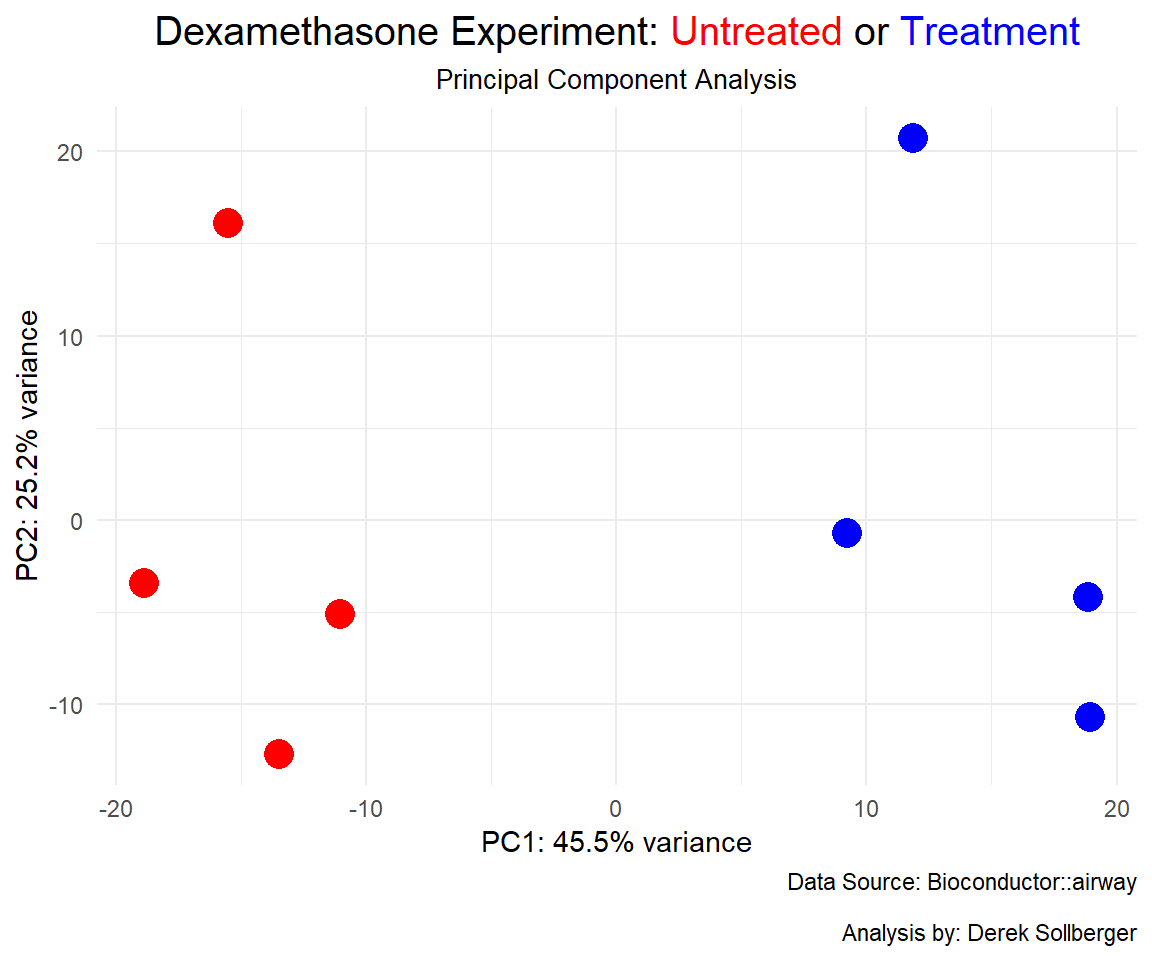 Dexamethasone Experiment: Untreated or Treatment
Principal Component Analysis
20
10
0
-10
PC2: 25.2% variance
-20
-10
0
10
20
PC1: 45.5% variance
Data Source: Bioconductor::airway
Analysis by: Derek Sollberger